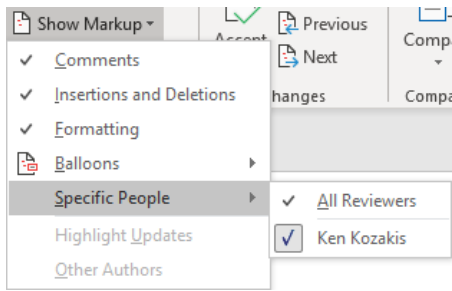 Show Markup
Previous
Accept
Next
Comments
Insertions and Deletions
hanges
Formatting
Balloons
Specific People
All Reviewers
Highlight Updates
Ken Kozakis
Other Authors
Compa
Compa